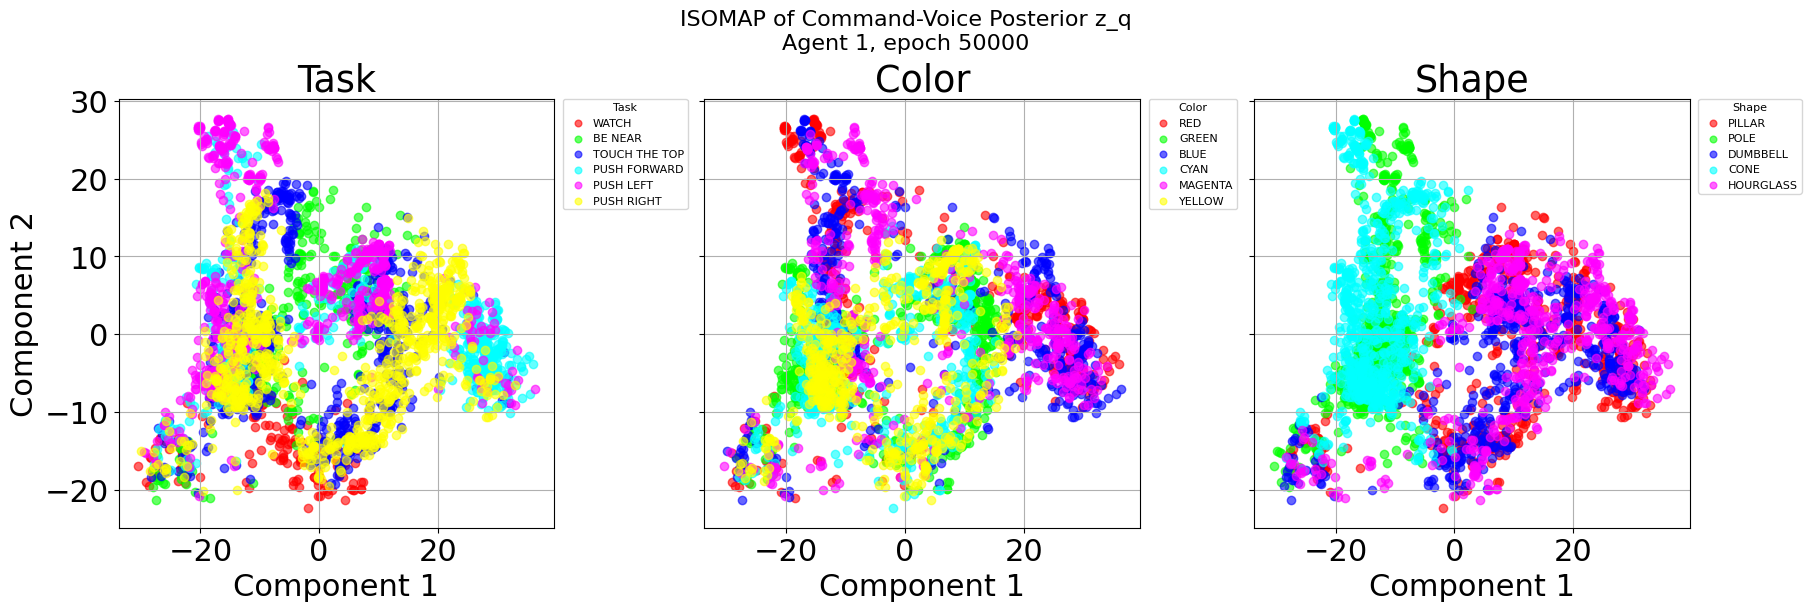 ISOMAP of Command-Voice Posterior z_q
Agent 1, epoch 50000
Task
Color
Shape
30
20
10
0
−10
−20
Component 2
−20 0 20
Component 1
Task
WATCH
BE NEAR
TOUCH THE TOP
PUSH FORWARD
PUSH LEFT
PUSH RIGHT
−20 0 20
Component 1
Color
RED
GREEN
BLUE
CYAN
MAGENTA
YELLOW
−20 0 20
Component 1
Shape
PILLAR
POLE
DUMBBELL
CONE
HOURGLASS